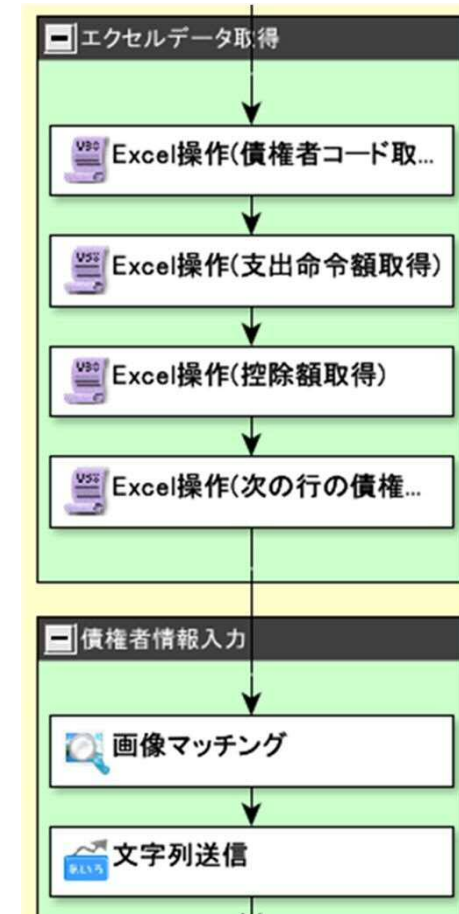 エクセルデータ取得
Excel操作(債権者コード取...
Excel操作(支出命令額取得)
Excel操作(控除額取得)
Excel操作(次の行の債権...
債権者情報入力
画像マッチング
あいろ
文字列送信